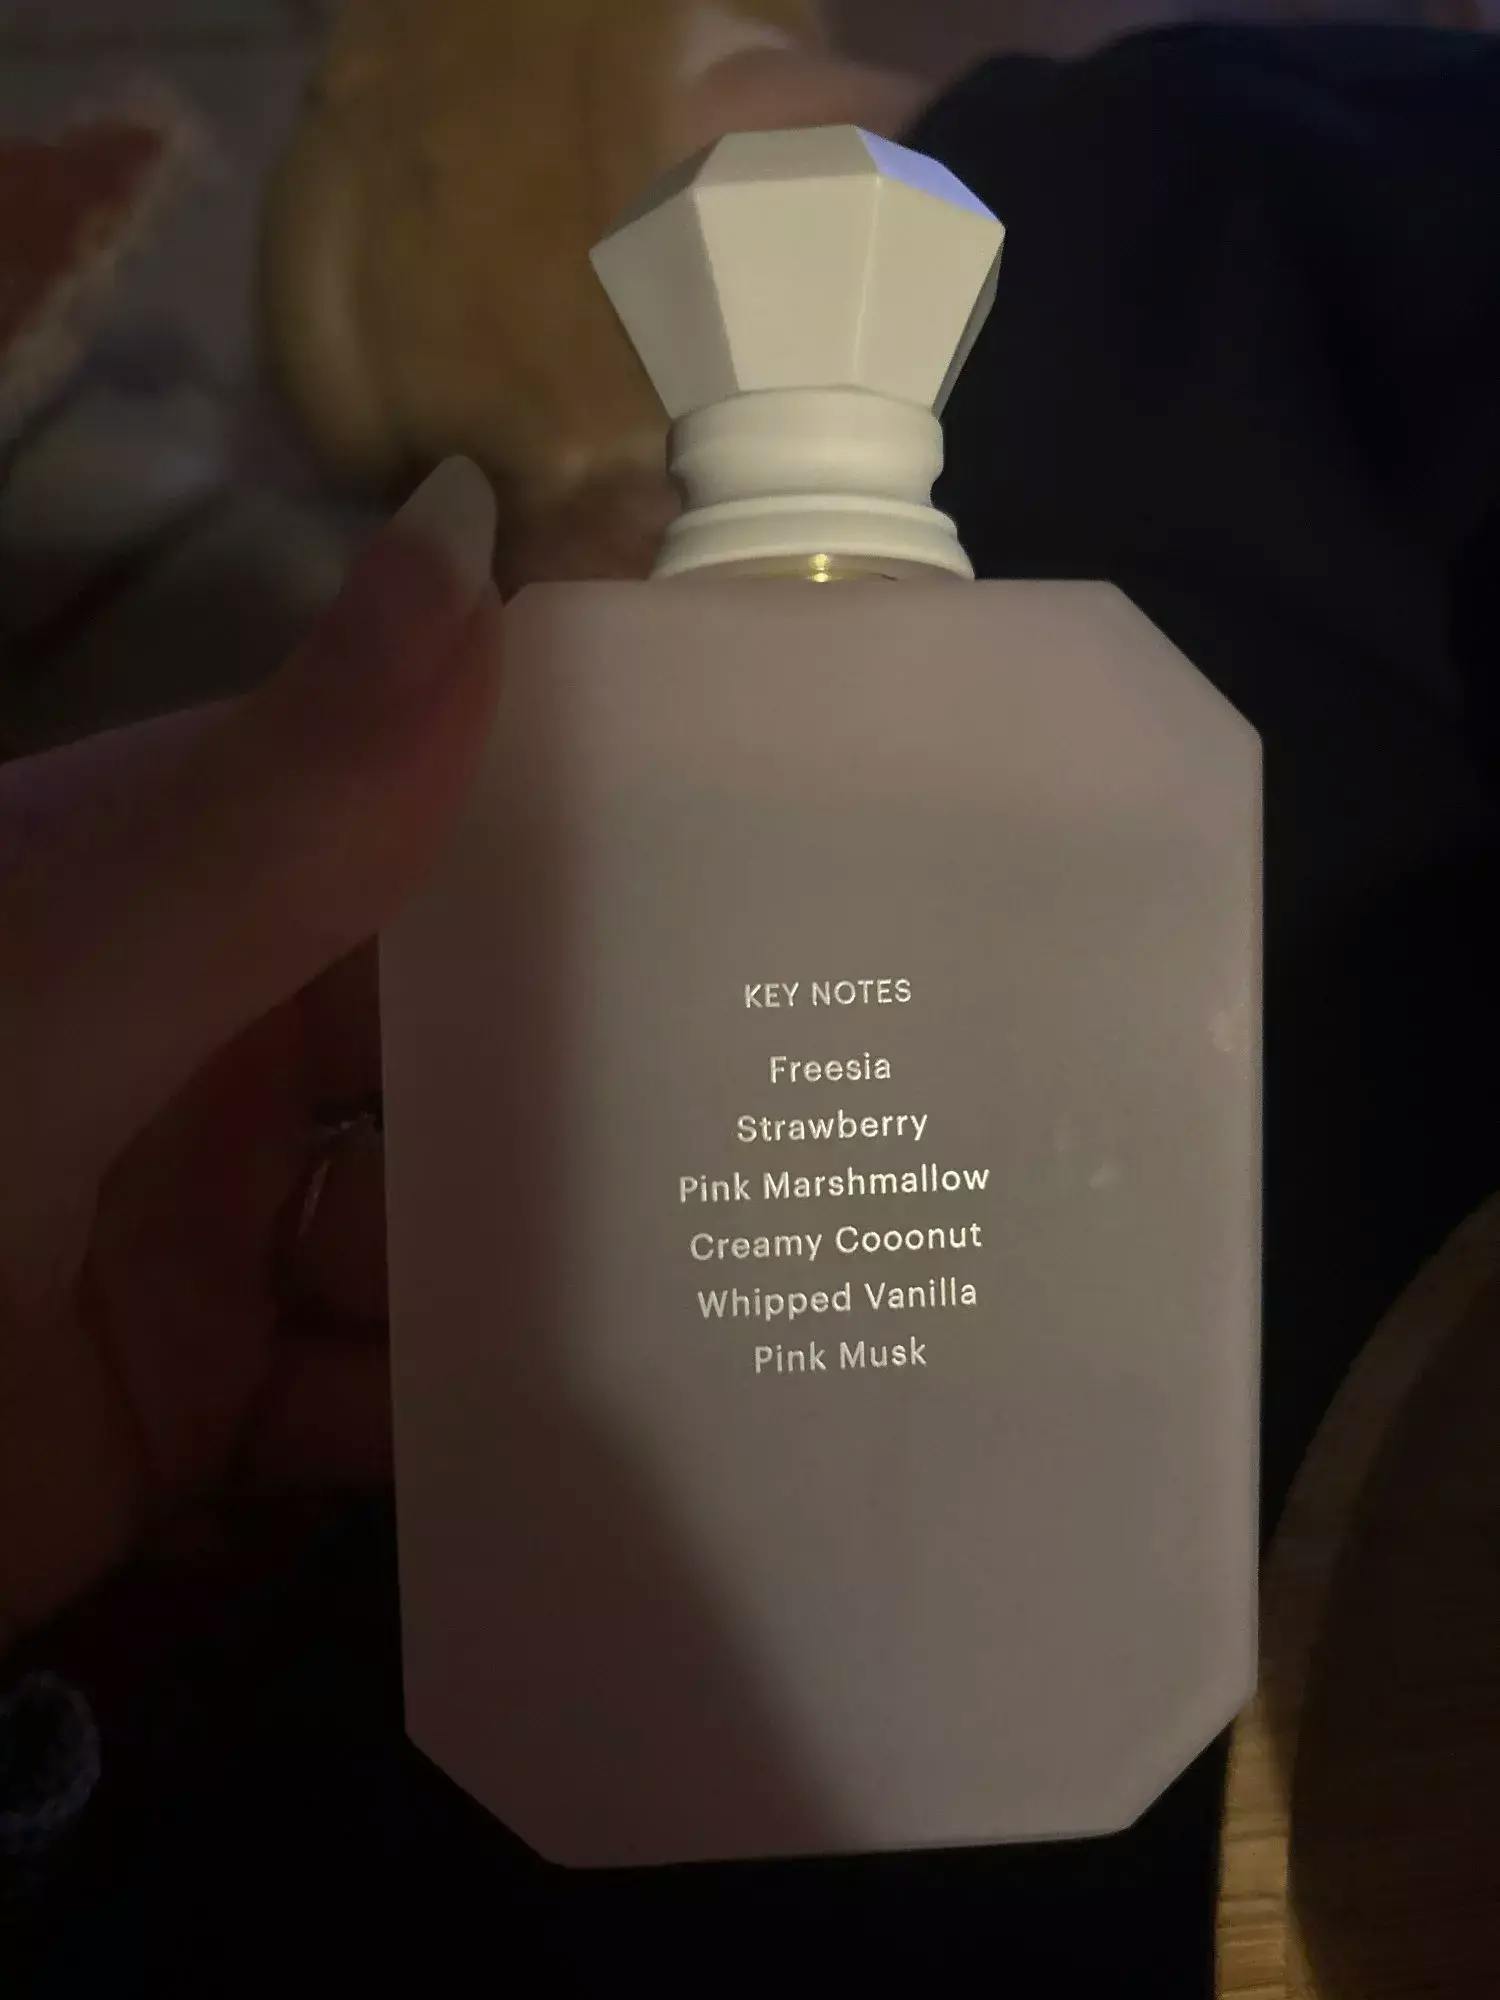 KEY NOTES
Freesia
Strawberry
Pink Marshmallow
Creamy Cooonut
Whipped Vanilla
Pink Musk